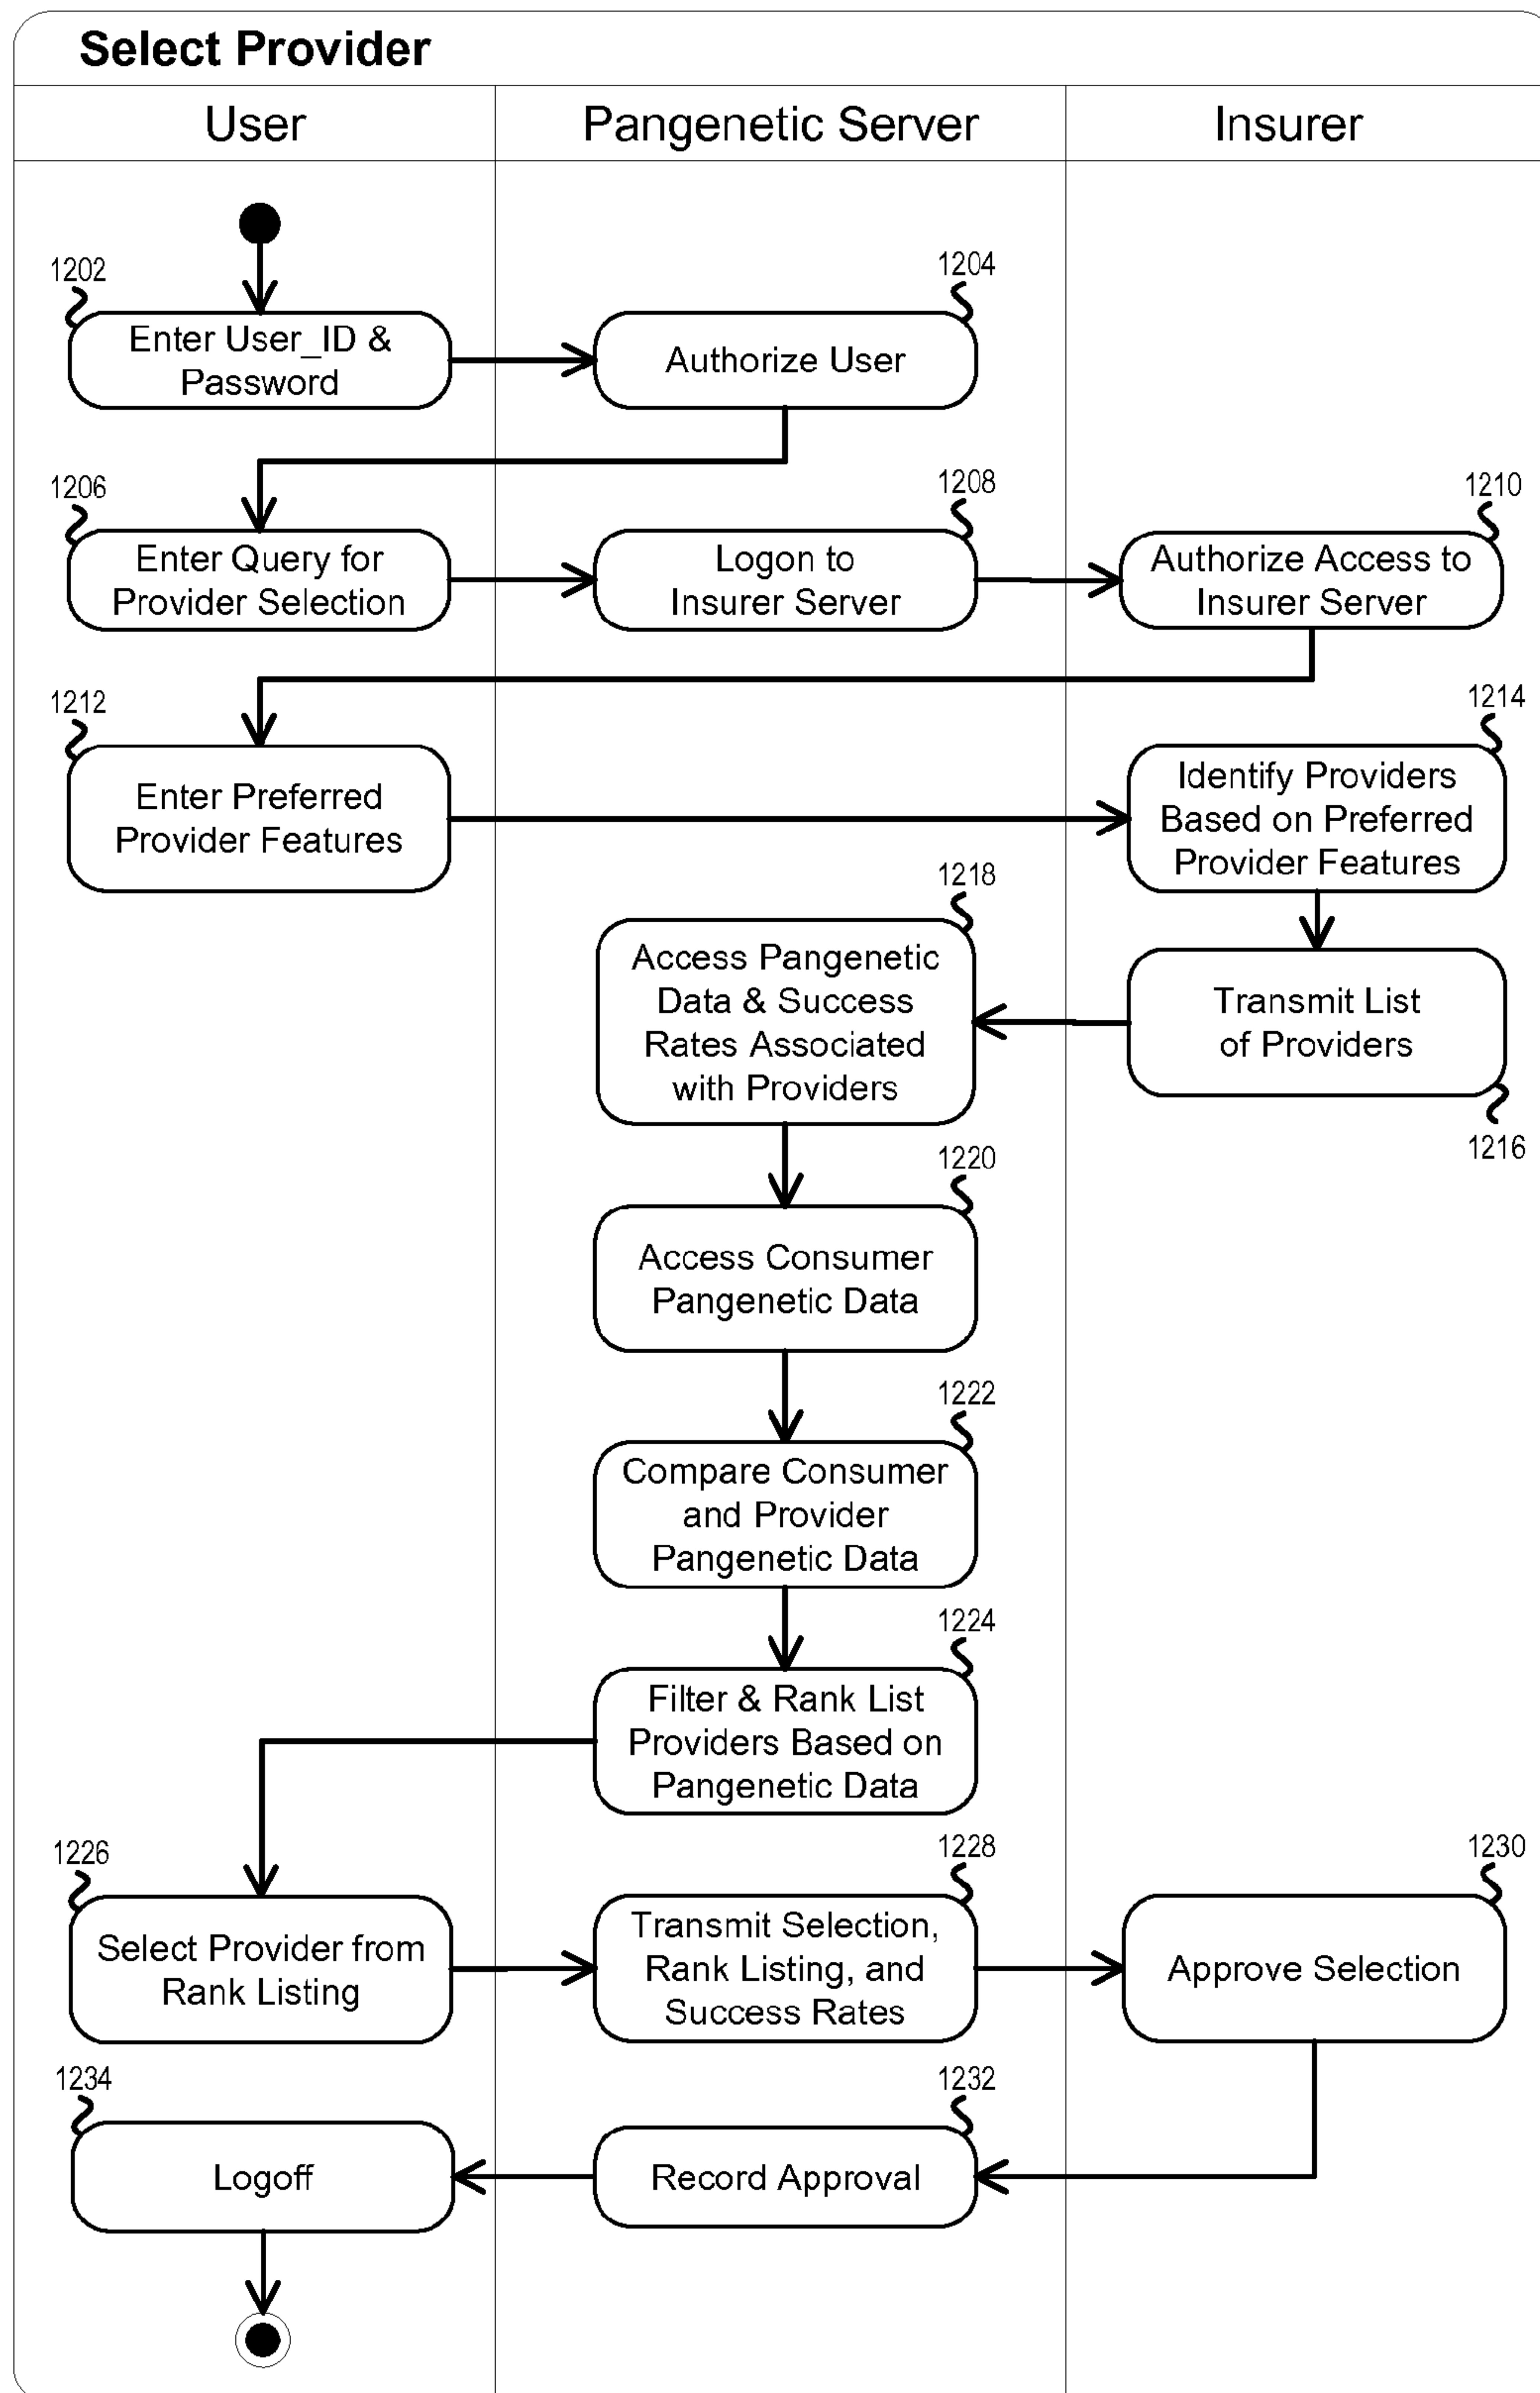 Select Provider
User
Pangenetic Server
Insurer
1202
Enter User_ID &
Password
1204
Authorize User
1206
Enter Query for
Provider Selection
1208
Logon to
Insurer Server
1210
Authorize Access to
Insurer Server
1212
Enter Preferred
Provider Features
1214
Identify Providers
Based on Preferred
Provider Features
1216
Transmit List
of Providers
1218
Access Pangenetic
Data & Success
Rates Associated
with Providers
1220
Access Consumer
Pangenetic Data
1222
Compare Consumer
and Provider
Pangenetic Data
1224
Filter & Rank List
Providers Based on
Pangenetic Data
1226
Select Provider from
Rank Listing
1228
Transmit Selection,
Rank Listing, and
Success Rates
1230
Approve Selection
1232
Record Approval
1234
Logoff